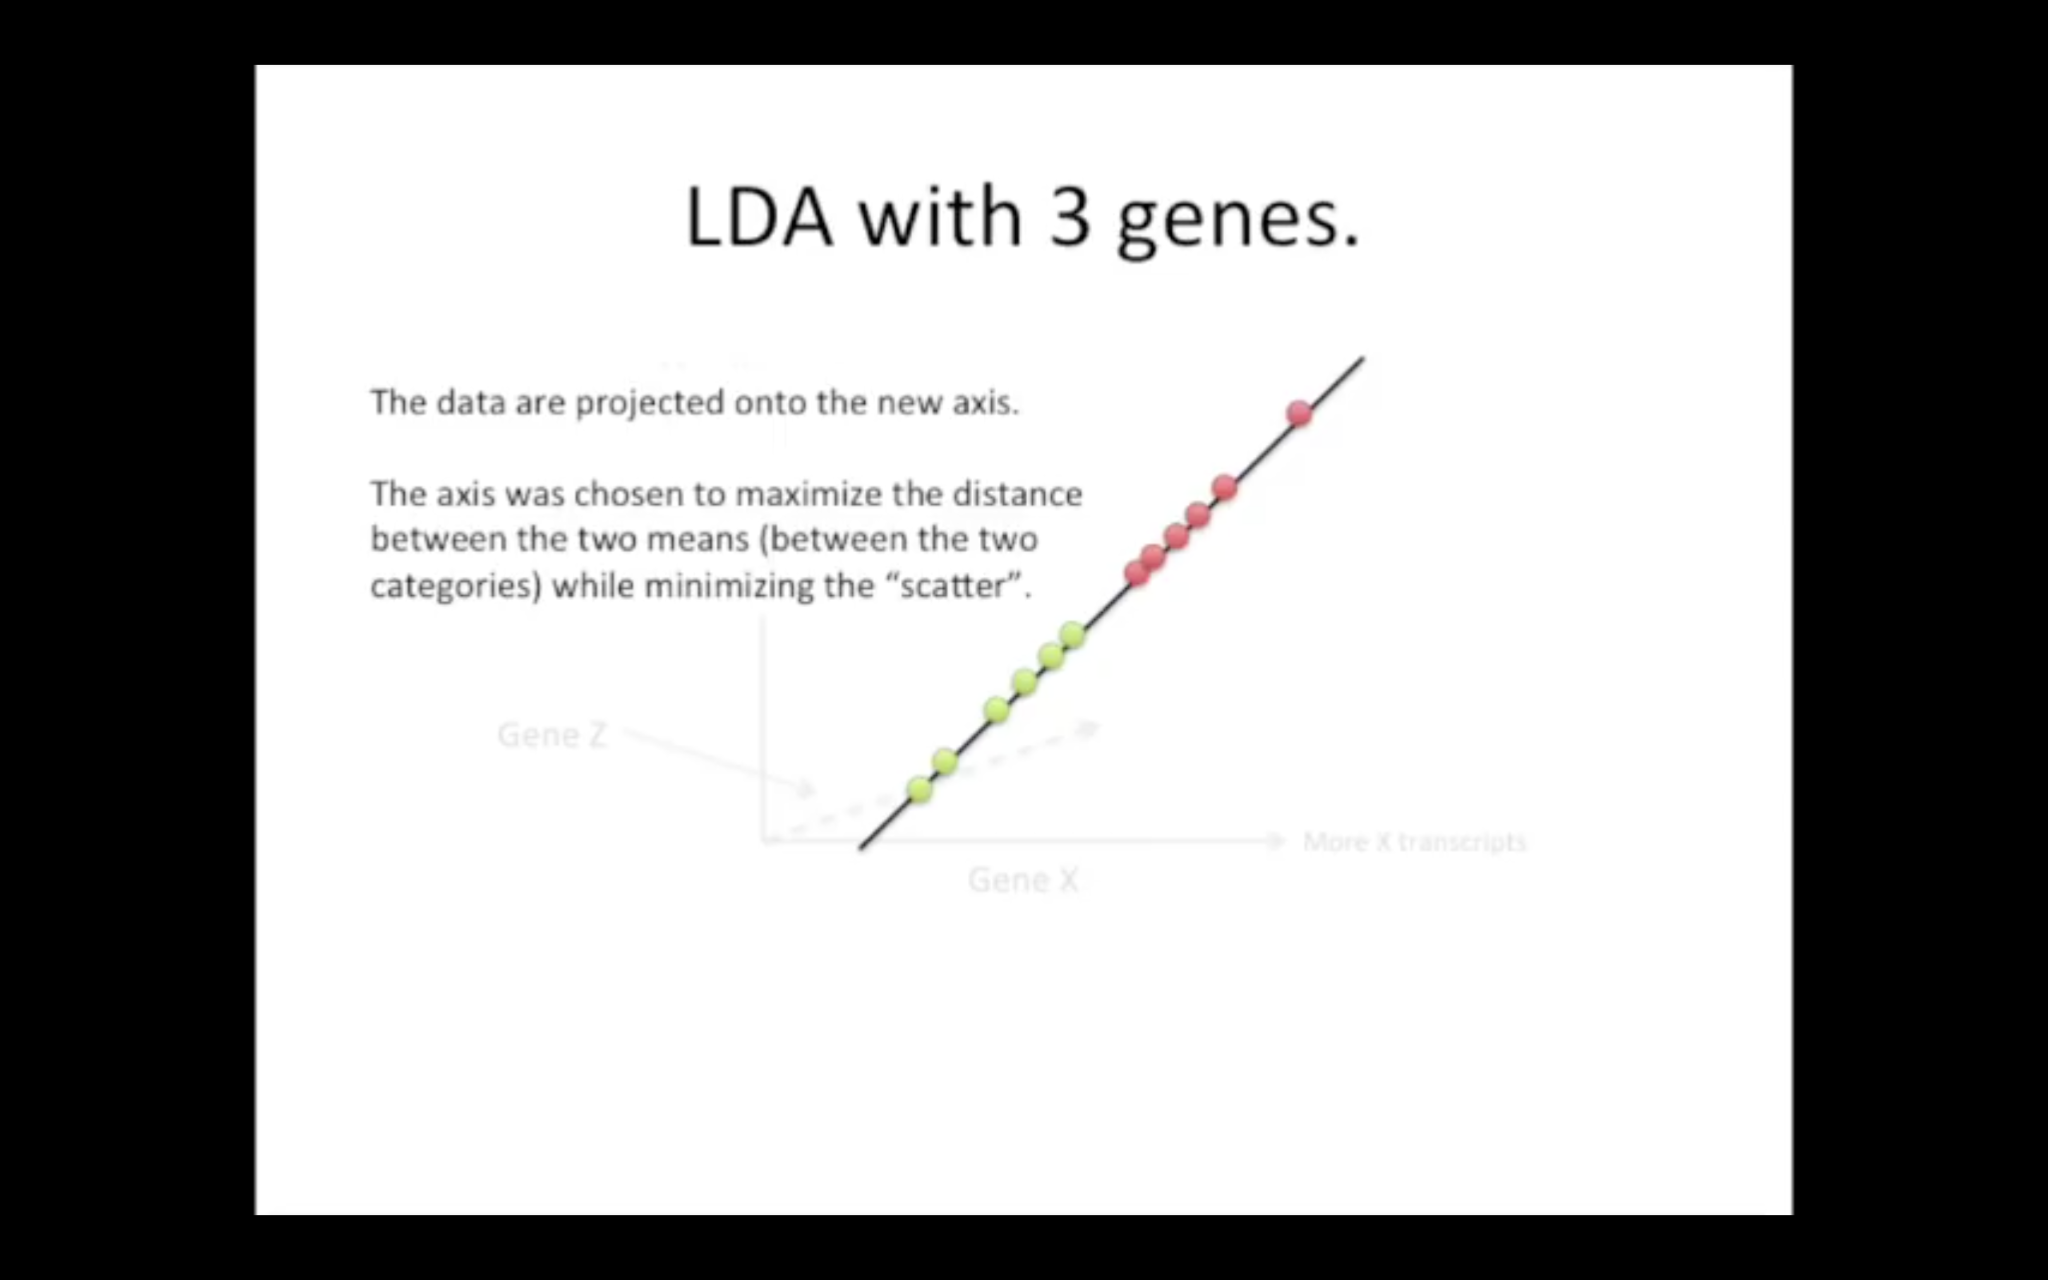 LDA with 3 genes.
The data are projected onto the new axis.
The axis was chosen to maximize the distance
between the two means (between the two
categories) while minimizing the “scatter”.
Gene Z
More X transcripts
Gene X